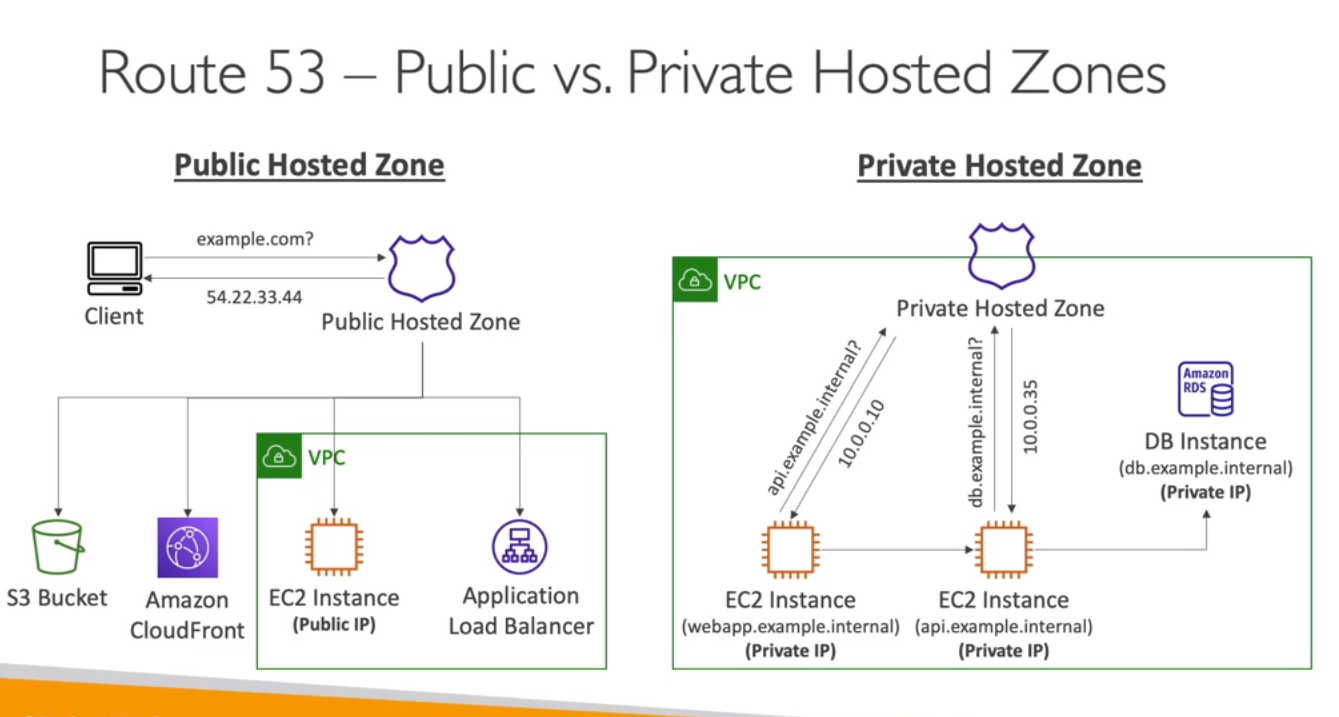 Route 53 – Public vs. Private Hosted Zones
Public Hosted Zone
example.com?
54.22.33.44
Client
Public Hosted Zone
VPC
S3 Bucket
Amazon
CloudFront
EC2 Instance
(Public IP)
Application
Load Balancer
Private Hosted Zone
VPC
Private Hosted Zone
api.example.internal?
10.0.0.10
db.example.internal?
10.0.0.35
Amazon
RDS
DB Instance
(db.example.internal)
(Private IP)
EC2 Instance
(webapp.example.internal)
(Private IP)
EC2 Instance
(api.example.internal)
(Private IP)